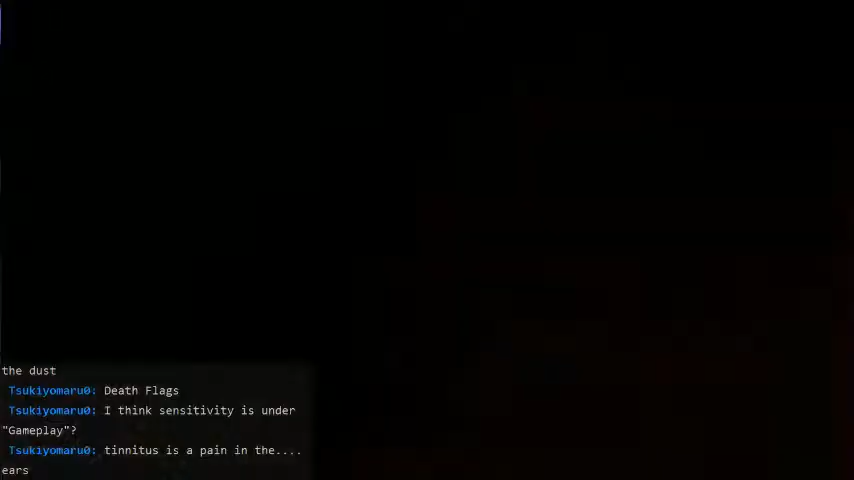 the dust
Tsukiyomaru0: Death Flags
Tsukiyomaru0: I think sensitivity is under
"Gameplay"?
Tsukiyomaru0: tinnitus is a pain in the....
ears